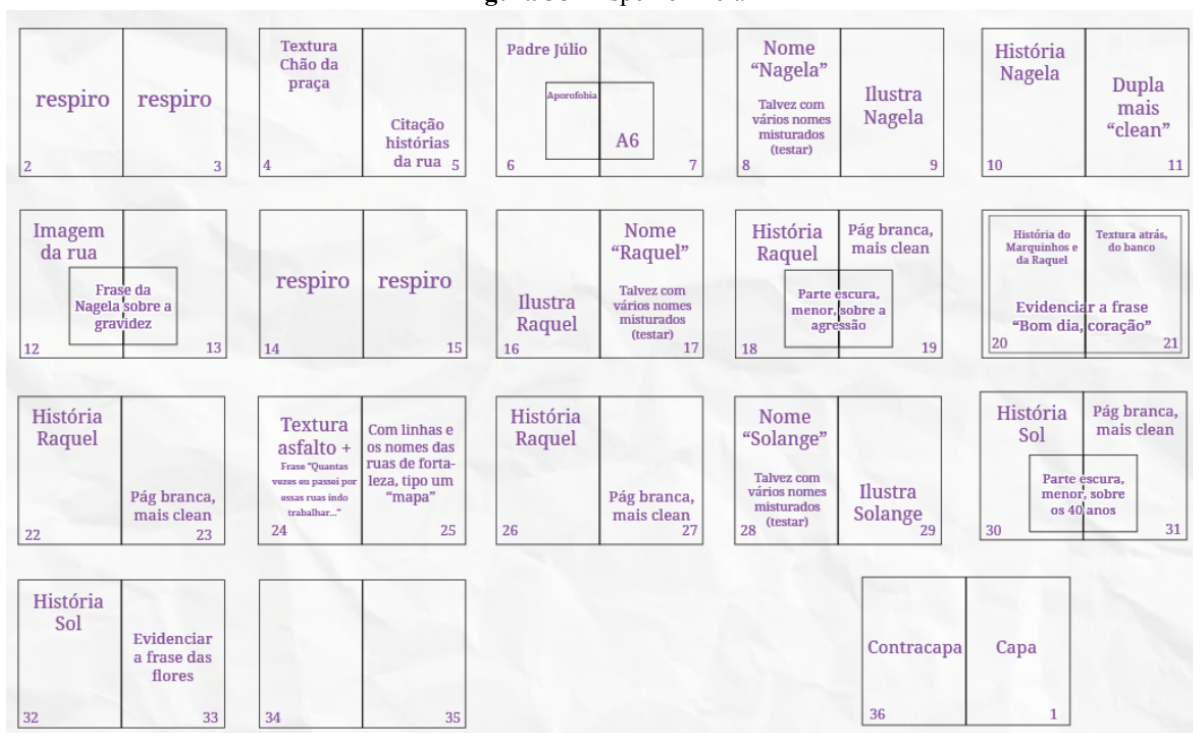 respiro
respiro
2
3
Textura
Chão da
praça
Citação
histórias
da rua
4
5
Padre Júlio
Aporofobia
A6
6
7
Nome
“Nagela”
Talvez com
vários nomes
misturados
(testar)
Ilustra
Nagela
8
9
História
Nagela
Dupla
mais
“clean”
10
11
Imagem
da rua
Frase da
Nagela sobre a
gravidez
12
13
respiro
respiro
14
15
Ilustra
Raquel
16
Nome
“Raquel”
Talvez com
vários nomes
misturados
(testar)
17
História
Raquel
Pág branca,
mais clean
Parte escura,
menor, sobre a
agressão
18
19
História do
Marquinhos e
da Raquel
Textura atrás,
do banco
Evidenciar a frase
“Bom dia, coração”
20
21
História
Raquel
Pág branca,
mais clean
22
23
Textura
asfalto +
Frase "Quantas
vezes eu passei por
essas ruas indo
trabalhar..."
24
Com linhas e
os nomes das
ruas de forta-
leza, tipo um
“mapa”
25
História
Raquel
Pág branca,
mais clean
26
27
Nome
“Solange”
Talvez com
vários nomes
misturados
(testar)
Ilustra
Solange
28
29
História
Sol
Pág branca,
mais clean
Parte escura,
menor, sobre
os 40 anos
30
31
História
Sol
Evidenciar
a frase das
flores
32
33
34
35
Contracapa
Capa
36
1